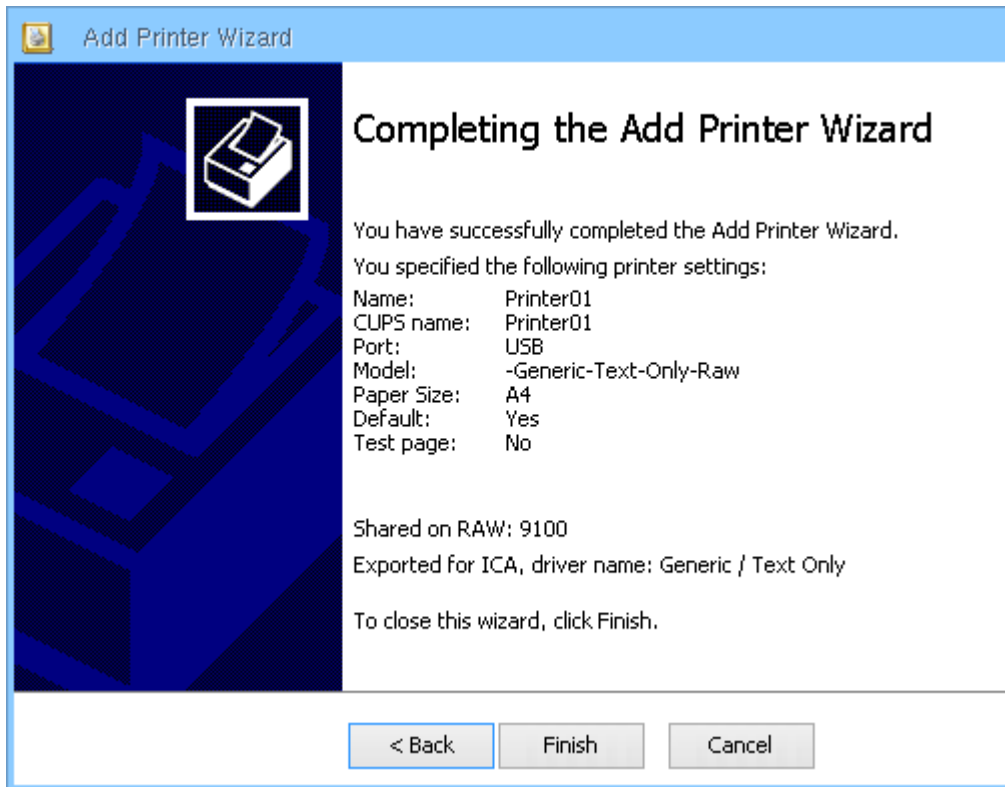 Add Printer Wizard
Completing the Add Printer Wizard
You have successfully completed the Add Printer Wizard.
You specified the following printer settings:
Name: Printer01
CUPS name: Printer01
Port: USB
Model: -Generic-Text-Only-Raw
Paper Size: A4
Default: Yes
Test page: No
Shared on RAW: 9100
Exported for ICA, driver name: Generic / Text Only
To close this wizard, click Finish.
< Back Finish Cancel